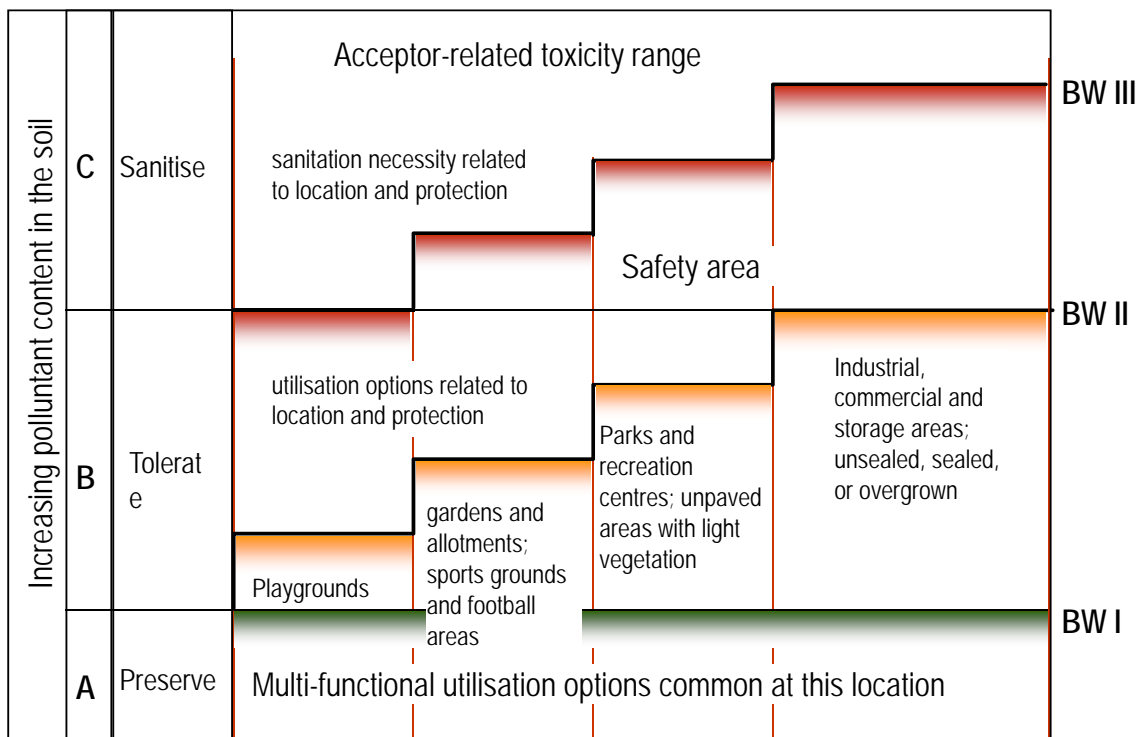 Increasing polluntant content in the soil
Acceptor-related toxicity range
BW III
C
Sanitise
sanitation necessity related
to location and protection
Safety area
BW II
B
Tolerat
e
utilisation options related to
location and protection
Playgrounds
gardens and
allotments;
sports grounds
and football
areas
Parks and
recreation
centres; unpaved
areas with light
vegetation
Industrial,
commercial and
storage areas;
unsealed, sealed,
or overgrown
BW I
A
Preserve
Multi-functional utilisation options common at this location